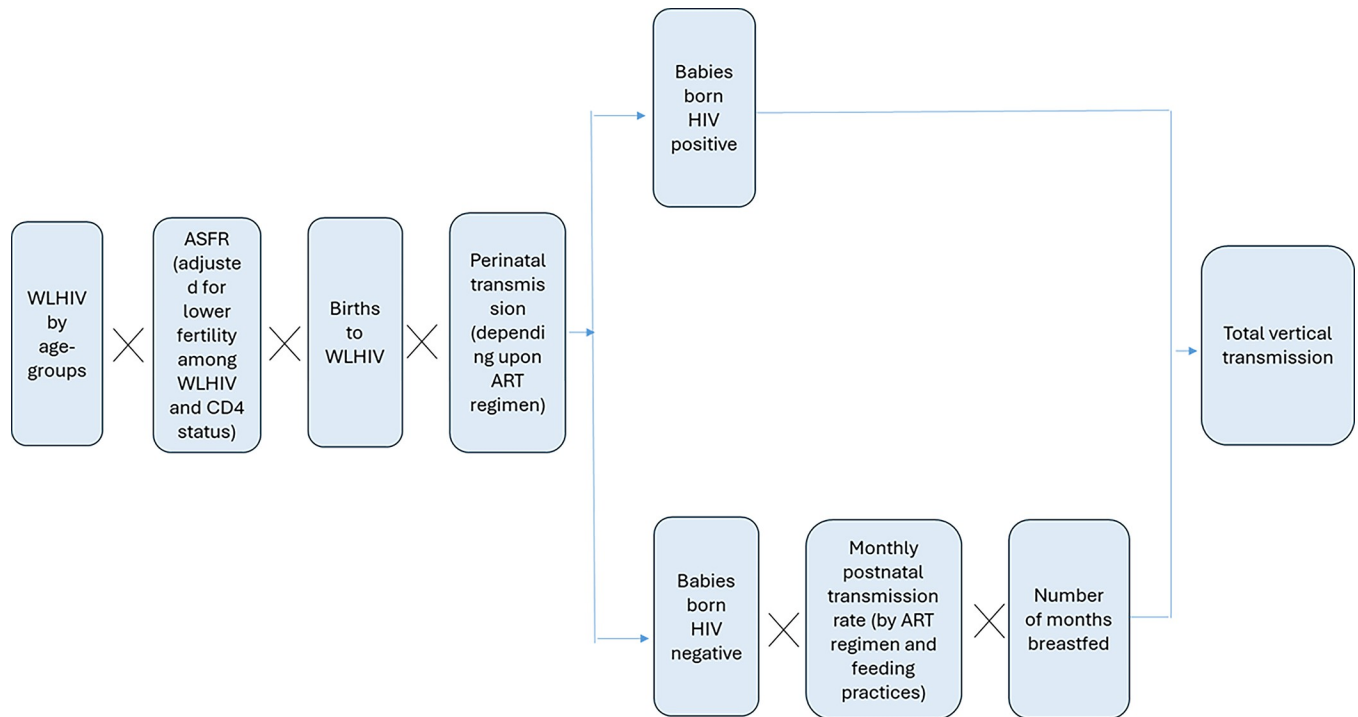 Babies
born
HIV
positive
WLHIV
by
age-
groups
ASFR
(adjuste
d for
lower
fertility
among
WLHIV
and CD4
status)
Births
to
WLHIV
Perinatal
transmis
sion
(dependi
ng upon
ART
regimen)
Total vertical
transmission
Babies
born
HIV
negative
Monthly
postnatal
transmission
rate (by ART
regimen and
feeding
practices)
Number
of months
breastfed